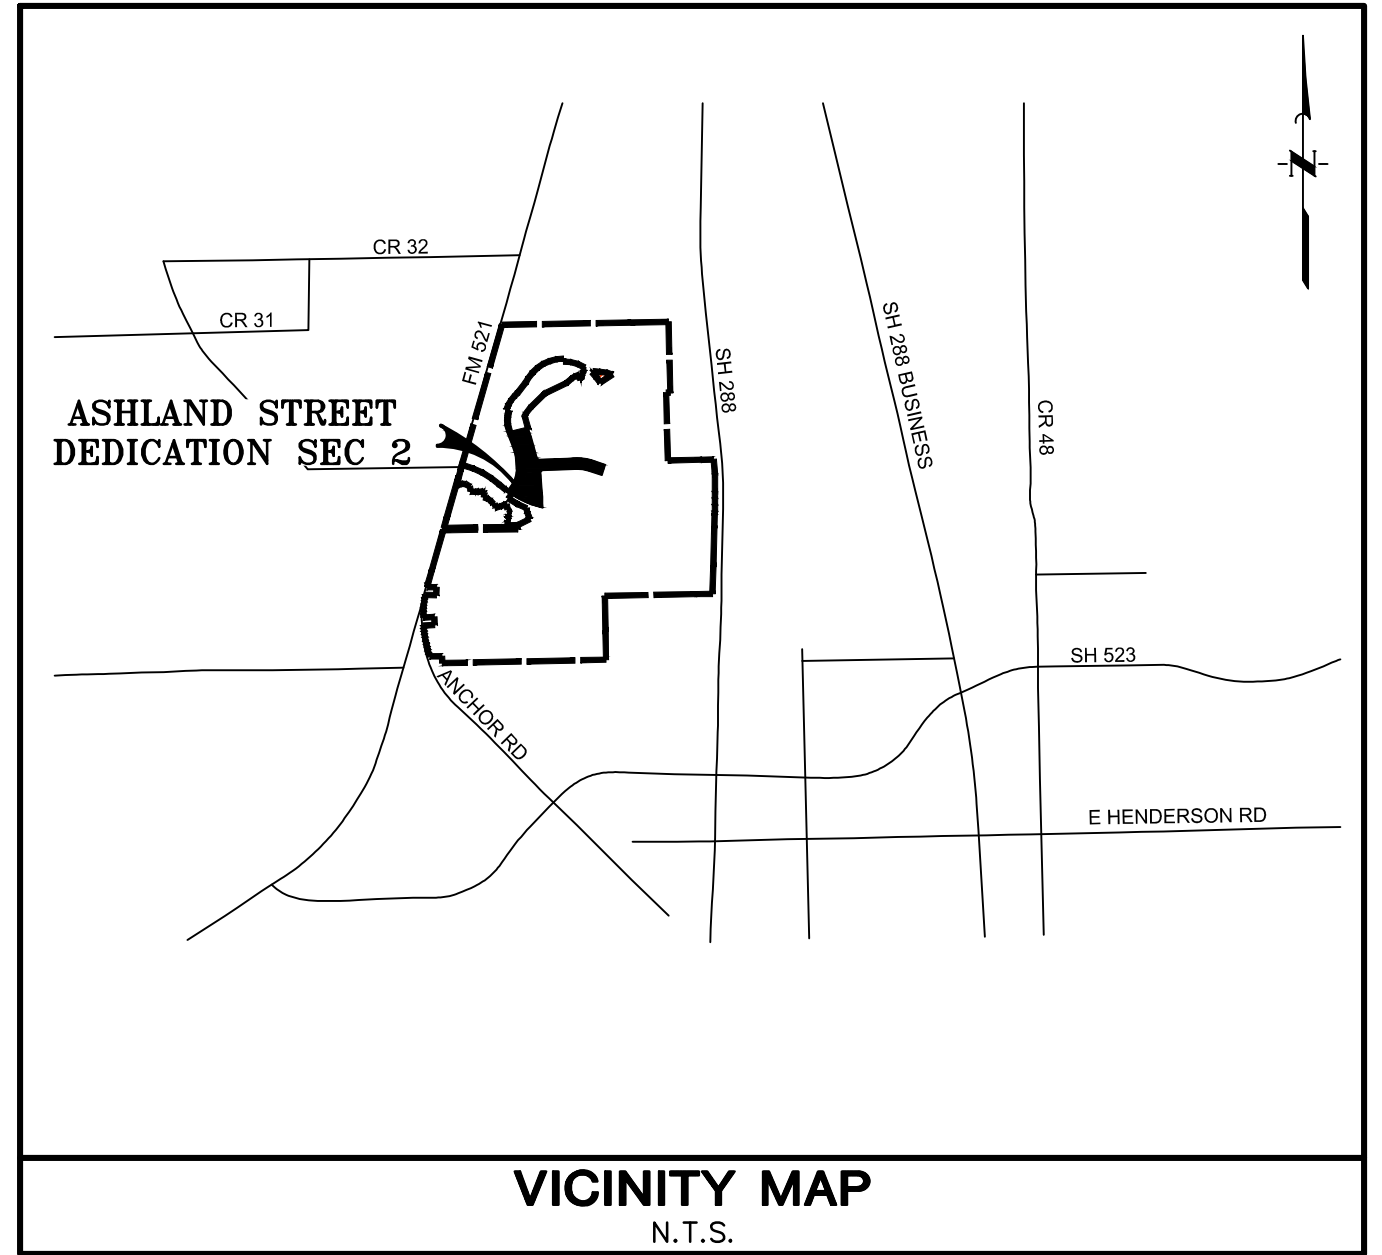 N
CR 32
CR 31
FM 521
SH 288
SH 288 BUSINESS
CR 48
ASHLAND STREET
DEDICATION SEC 2
SH 523
ANCHOR RD
E HENDERSON RD
VICINITY MAP
N.T.S.